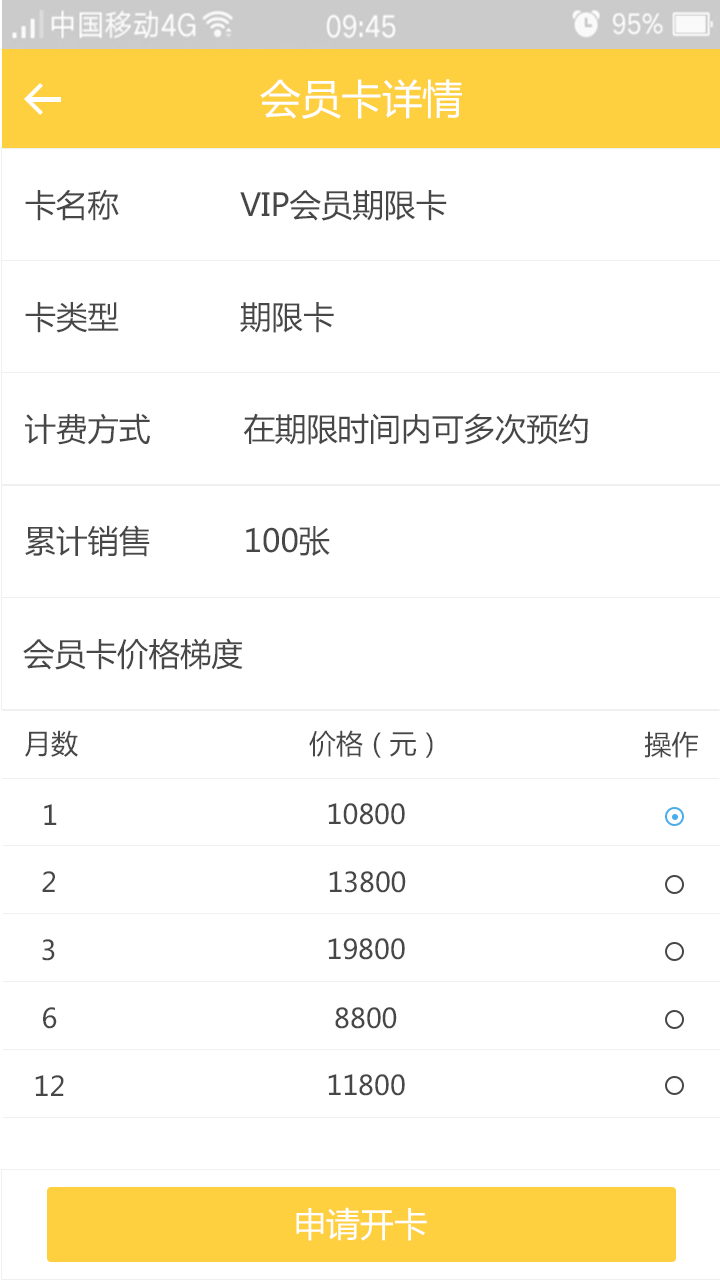 中国移动4G 09:45 95%
会员卡详情
卡名称 VIP会员期限卡
卡类型 期限卡
计费方式 在期限时间内可多次预约
累计销售 100张
会员卡价格梯度
月数 价格（元） 操作
1 10800
2 13800
3 19800
6 8800
12 11800
申请开卡